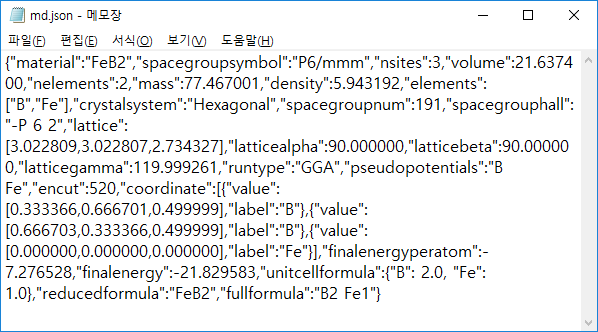 md.json - 메모장
파일(F) 편집(E) 서식(O) 보기(V) 도움말(H)
{"material":"FeB2","spacegroupsymbol":"P6/mmm","nsites":3,"volume":21.6374
00,"nelements":2,"mass":77.467001,"density":5.943192,"elements":
["B","Fe"],"crystalsystem":"Hexagonal","spacegroupnum":191,"spacegrouphall":
"-P 6 2","lattice":
[3.022809,3.022807,2.734327],"latticealpha":90.000000,"latticebeta":90.00000
0,"latticegamma":119.999261,"runtype":"GGA","pseudopotentials":"B
Fe","encut":520,"coordinate":[{"value":
[0.333366,0.666701,0.499999],"label":"B"},{"value":
[0.666703,0.333366,0.499999],"label":"B"},{"value":
[0.000000,0.000000,0.000000],"label":"Fe"}],"finalenergyperatom":-
7.276528,"finalenergy":-21.829583,"unitcellformula":{"B": 2.0, "Fe":
1.0},"reducedformula":"FeB2","fullformula":"B2 Fe1"}